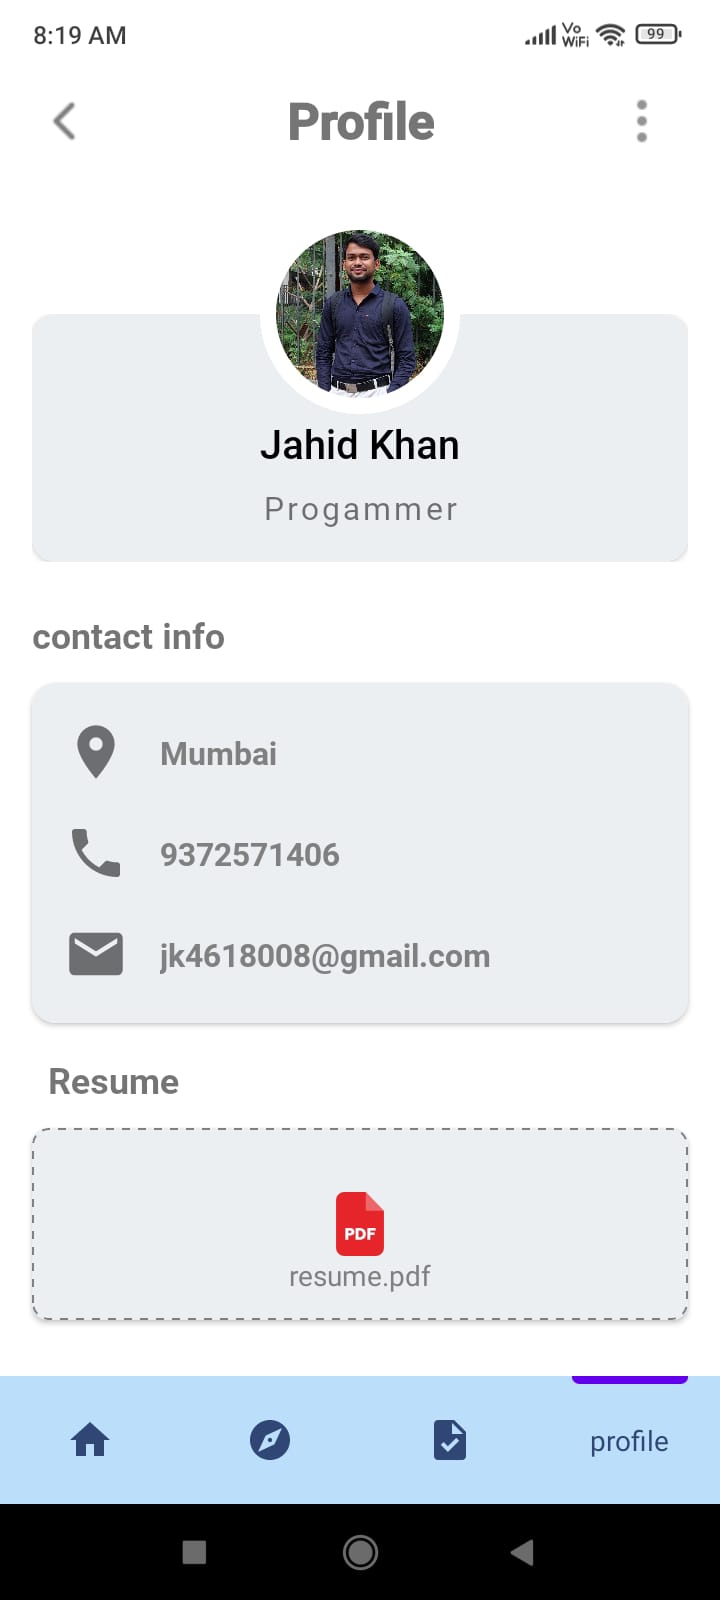 8:19 AM
Vo
WiFi
99
Profile
Jahid Khan
Progammer
contact info
Mumbai
9372571406
jk4618008@gmail.com
Resume
PDF
resume.pdf
profile